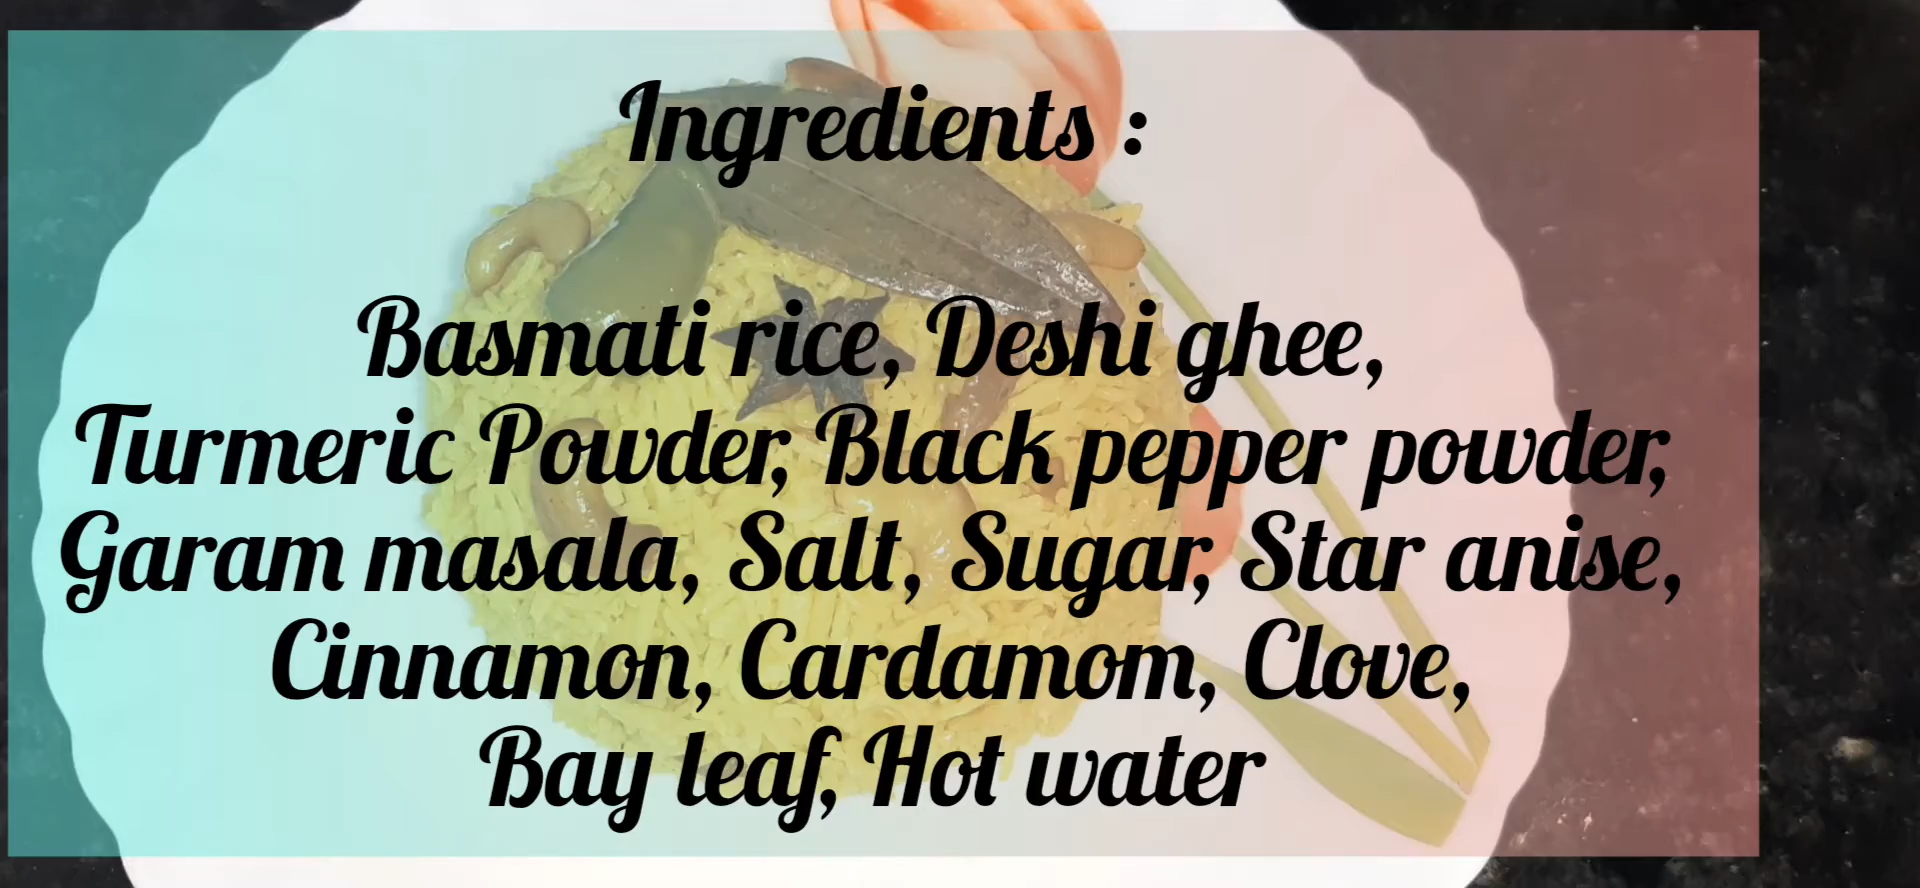 Ingredients :
Basmati rice, Deshi ghee,
Turmeric Powder, Black pepper powder,
Garam masala, Salt, Sugar, Star anise,
Cinnamon, Cardamom, Clove,
Bay leaf, Hot water